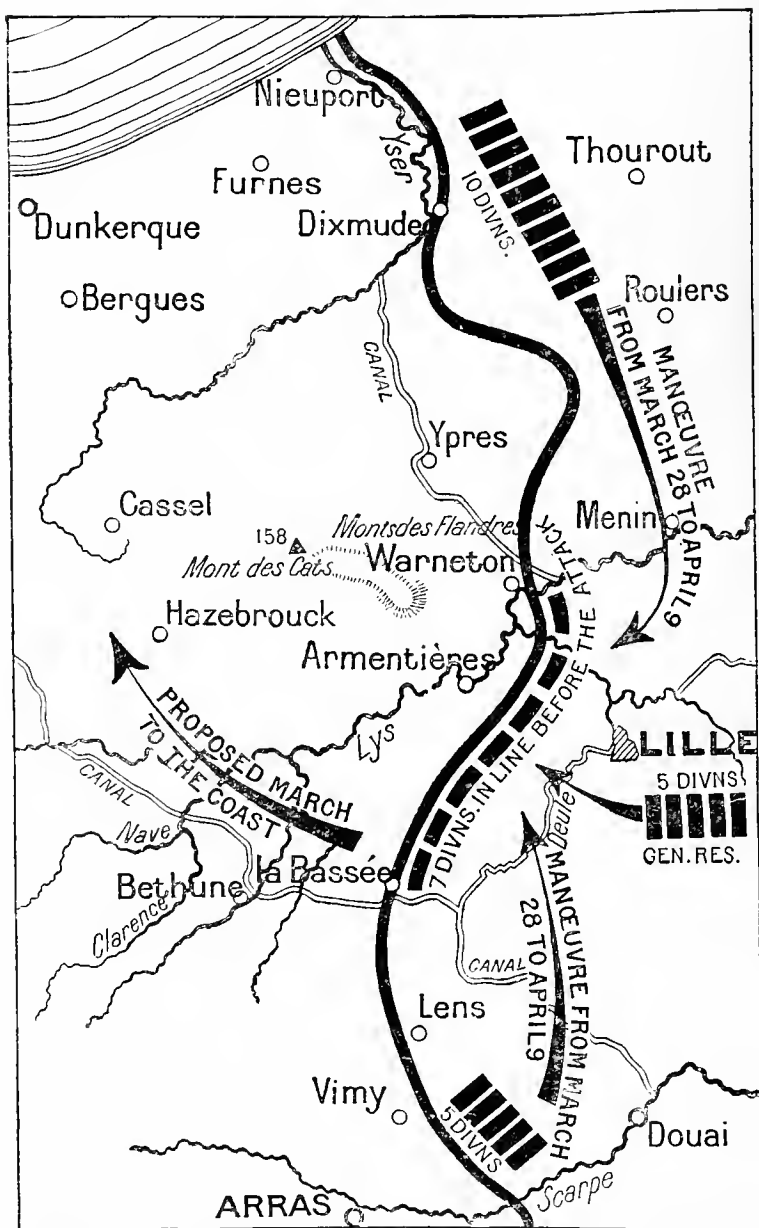 Nieuport
Yser
Furnes
Thourout
10 DIVNS.
Dunkerque
Dixmude
Bergues
Roulers
MANŒUVRE
FROM MARCH 28 TO APRIL 9
CANAL
Ypres
Cassel
158
Monts des Flandres
Menin
Mont des Cats
Warneton
Hazebrouck
Armentières
7 DIVNS. IN LINE BEFORE THE ATTACK
PROPOSED MARCH
TO THE COAST
Lys
LILLE
5 DIVNS
GEN. RES.
CANAL
Nave
Deule
la Bassée
Bethune
Clarence
MANŒUVRE FROM MARCH
28 TO APRIL 9
CANAL
Lens
Vimy
5 DIVNS
Douai
Scarpe
ARRAS